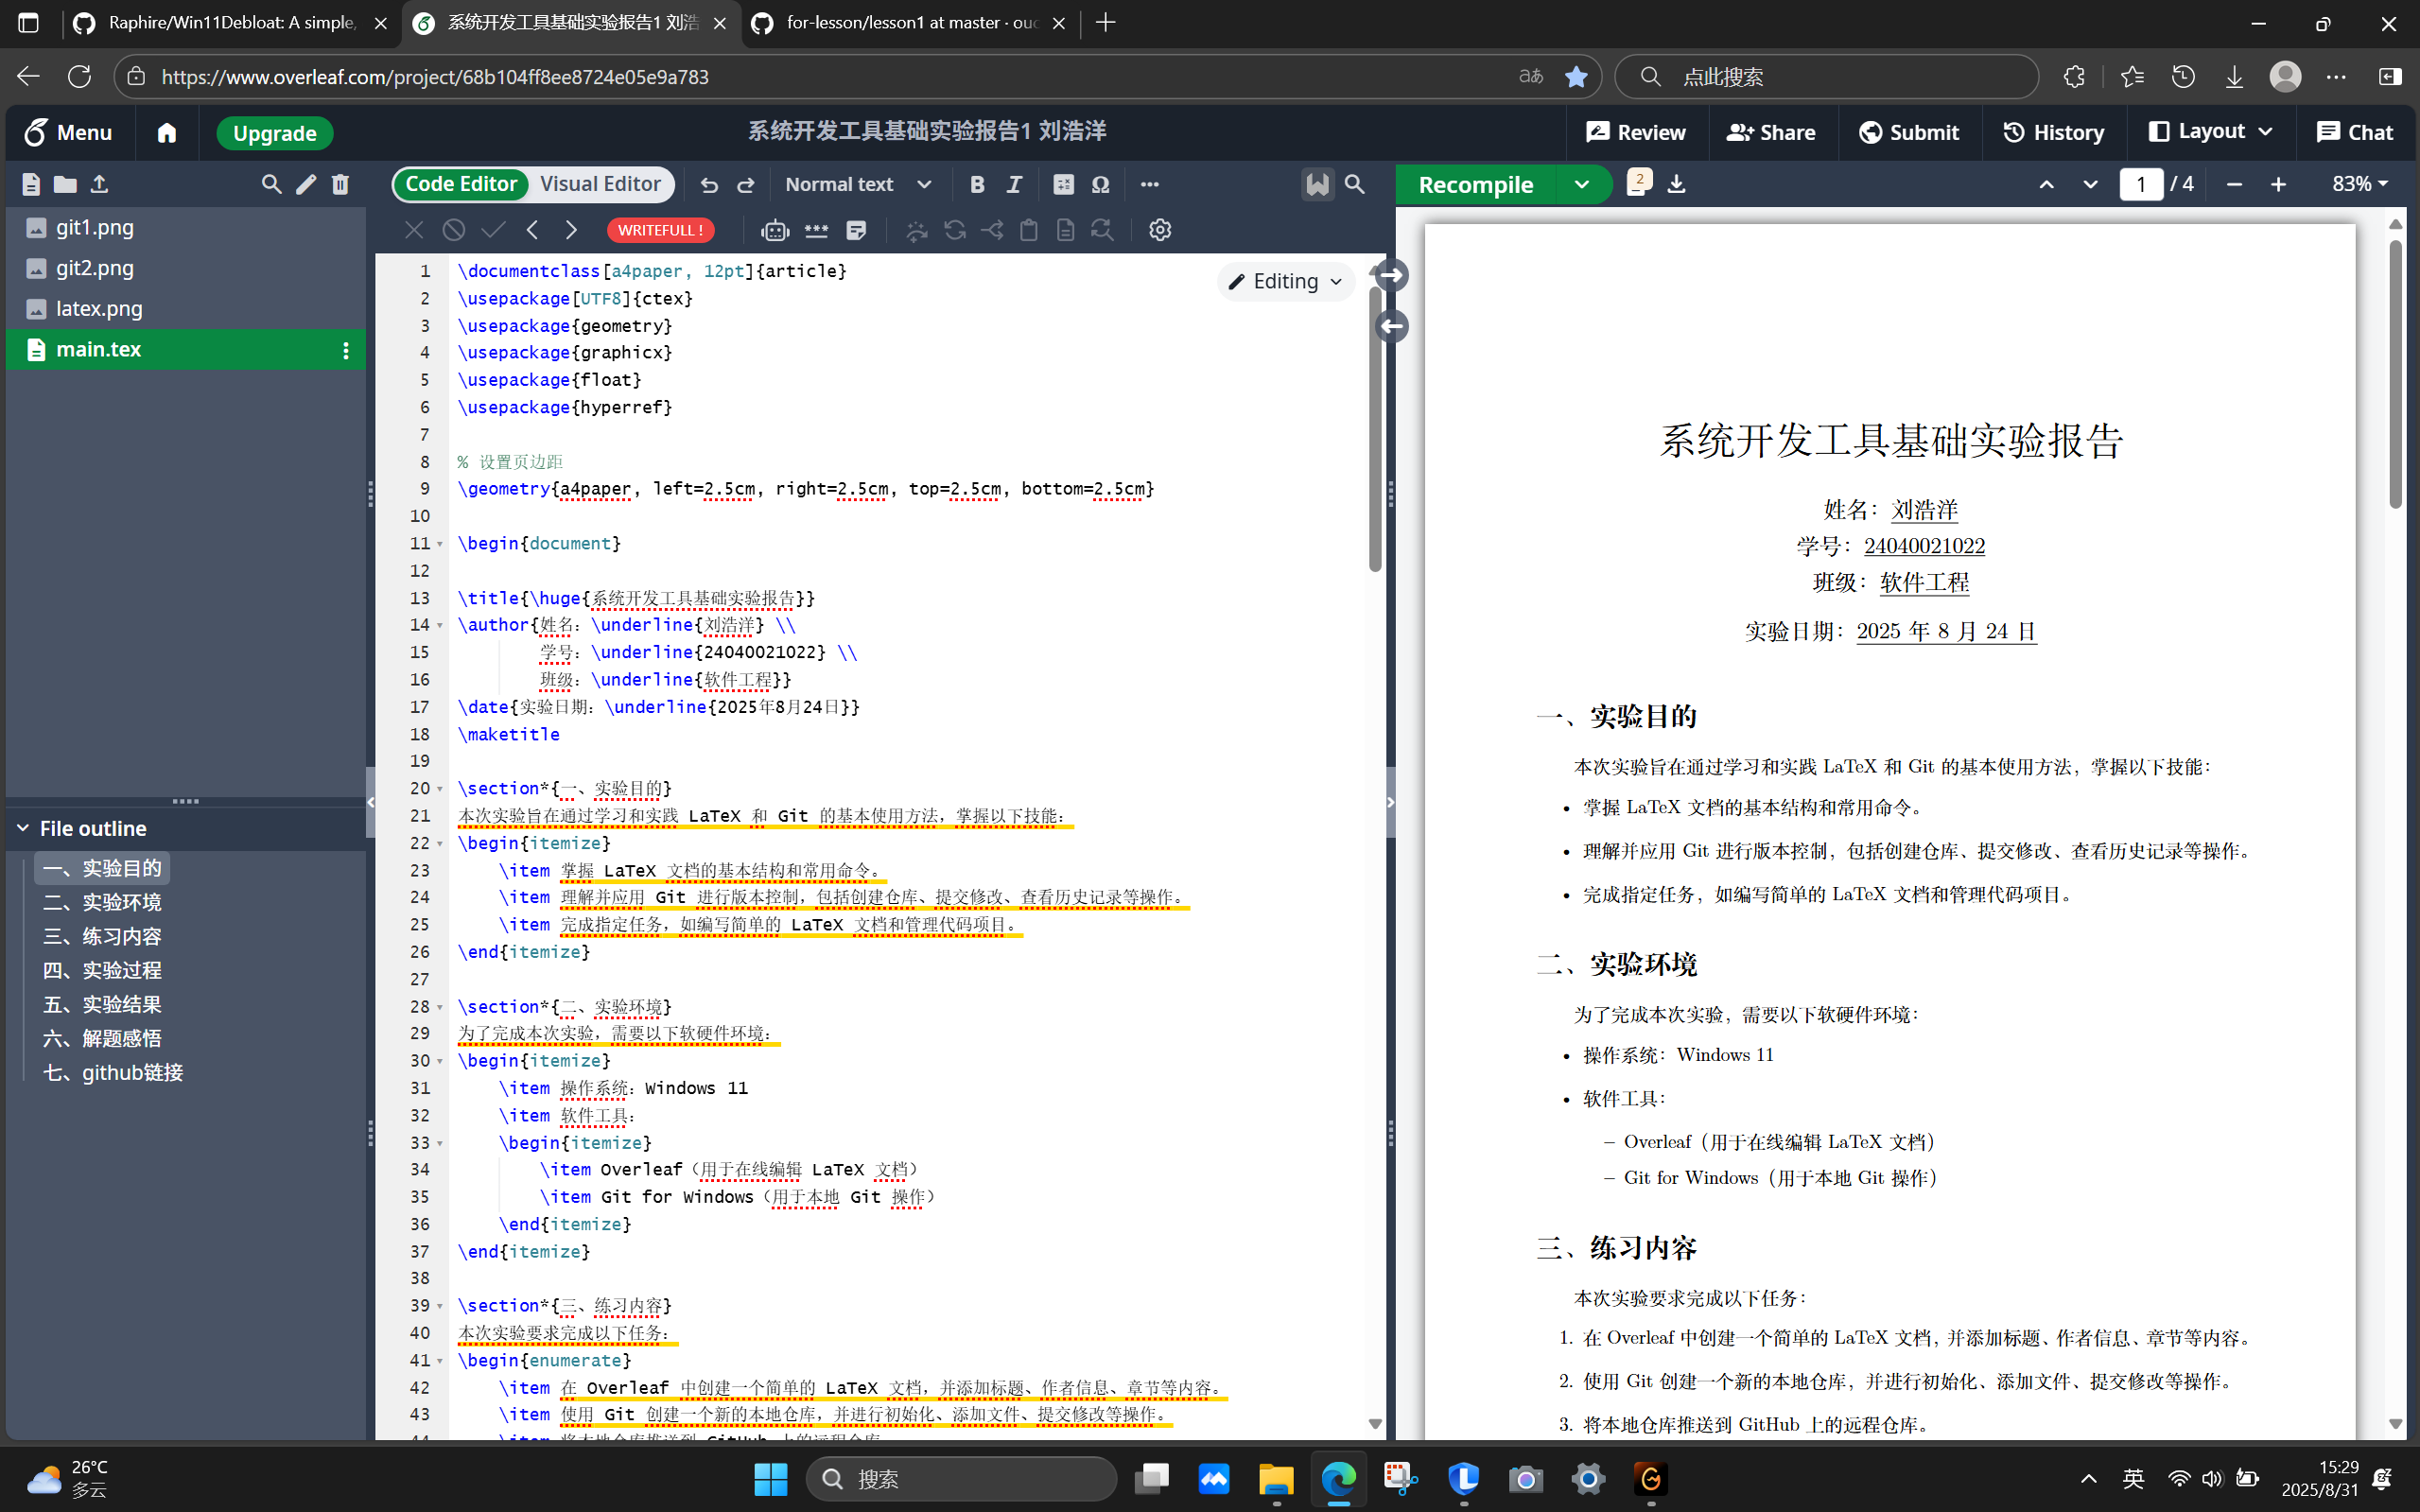 Raphire/Win11Debloat: A simple,
系统开发工具基础实验报告1 刘浩
for-lesson/lesson1 at master · ouc
https://www.overleaf.com/project/68b104ff8ee8724e05e9a783
点此搜索
Menu
Upgrade
系统开发工具基础实验报告1 刘浩洋
Review
Share
Submit
History
Layout
Chat
Code Editor
Visual Editor
Normal text
B I
Ω
Recompile
2
1 / 4
83%
WRITEFULL !
git1.png
git2.png
latex.png
main.tex
File outline
一、实验目的
二、实验环境
三、练习内容
四、实验过程
五、实验结果
六、解题感悟
七、github链接
Editing
1 \documentclass[a4paper, 12pt]{article}
2 \usepackage[UTF8]{ctex}
3 \usepackage{geometry}
4 \usepackage{graphicx}
5 \usepackage{float}
6 \usepackage{hyperref}
7
8 % 设置页边距
9 \geometry{a4paper, left=2.5cm, right=2.5cm, top=2.5cm, bottom=2.5cm}
10
11 \begin{document}
12
13 \title{\huge{系统开发工具基础实验报告}}
14 \author{姓名：\underline{刘浩洋} \\
15 学号：\underline{24040021022} \\
16 班级：\underline{软件工程}}
17 \date{实验日期：\underline{2025年8月24日}}
18 \maketitle
19
20 \section*{一、实验目的}
21 本次实验旨在通过学习和实践 LaTeX 和 Git 的基本使用方法，掌握以下技能：
22 \begin{itemize}
23 \item 掌握 LaTeX 文档的基本结构和常用命令。
24 \item 理解并应用 Git 进行版本控制，包括创建仓库、提交修改、查看历史记录等操作。
25 \item 完成指定任务，如编写简单的 LaTeX 文档和管理代码项目。
26 \end{itemize}
27
28 \section*{二、实验环境}
29 为了完成本次实验，需要以下软硬件环境：
30 \begin{itemize}
31 \item 操作系统：Windows 11
32 \item 软件工具：
33 \begin{itemize}
34 \item Overleaf（用于在线编辑 LaTeX 文档）
35 \item Git for Windows（用于本地 Git 操作）
36 \end{itemize}
37 \end{itemize}
38
39 \section*{三、练习内容}
40 本次实验要求完成以下任务：
41 \begin{enumerate}
42 \item 在 Overleaf 中创建一个简单的 LaTeX 文档，并添加标题、作者信息、章节等内容。
43 \item 使用 Git 创建一个新的本地仓库，并进行初始化、添加文件、提交修改等操作。
44 \item 将本地仓库推送到 GitHub 上的远程仓库。
系统开发工具基础实验报告
姓名：刘浩洋
学号：24040021022
班级：软件工程
实验日期：2025 年 8 月 24 日
一、实验目的
本次实验旨在通过学习和实践 LaTeX 和 Git 的基本使用方法，掌握以下技能：
• 掌握 LaTeX 文档的基本结构和常用命令。
• 理解并应用 Git 进行版本控制，包括创建仓库、提交修改、查看历史记录等操作。
• 完成指定任务，如编写简单的 LaTeX 文档和管理代码项目。
二、实验环境
为了完成本次实验，需要以下软硬件环境：
• 操作系统：Windows 11
• 软件工具：
– Overleaf（用于在线编辑 LaTeX 文档）
– Git for Windows（用于本地 Git 操作）
三、练习内容
本次实验要求完成以下任务：
1. 在 Overleaf 中创建一个简单的 LaTeX 文档，并添加标题、作者信息、章节等内容。
2. 使用 Git 创建一个新的本地仓库，并进行初始化、添加文件、提交修改等操作。
3. 将本地仓库推送到 GitHub 上的远程仓库。
26°C
多云
搜索
英
15:29
2025/8/31